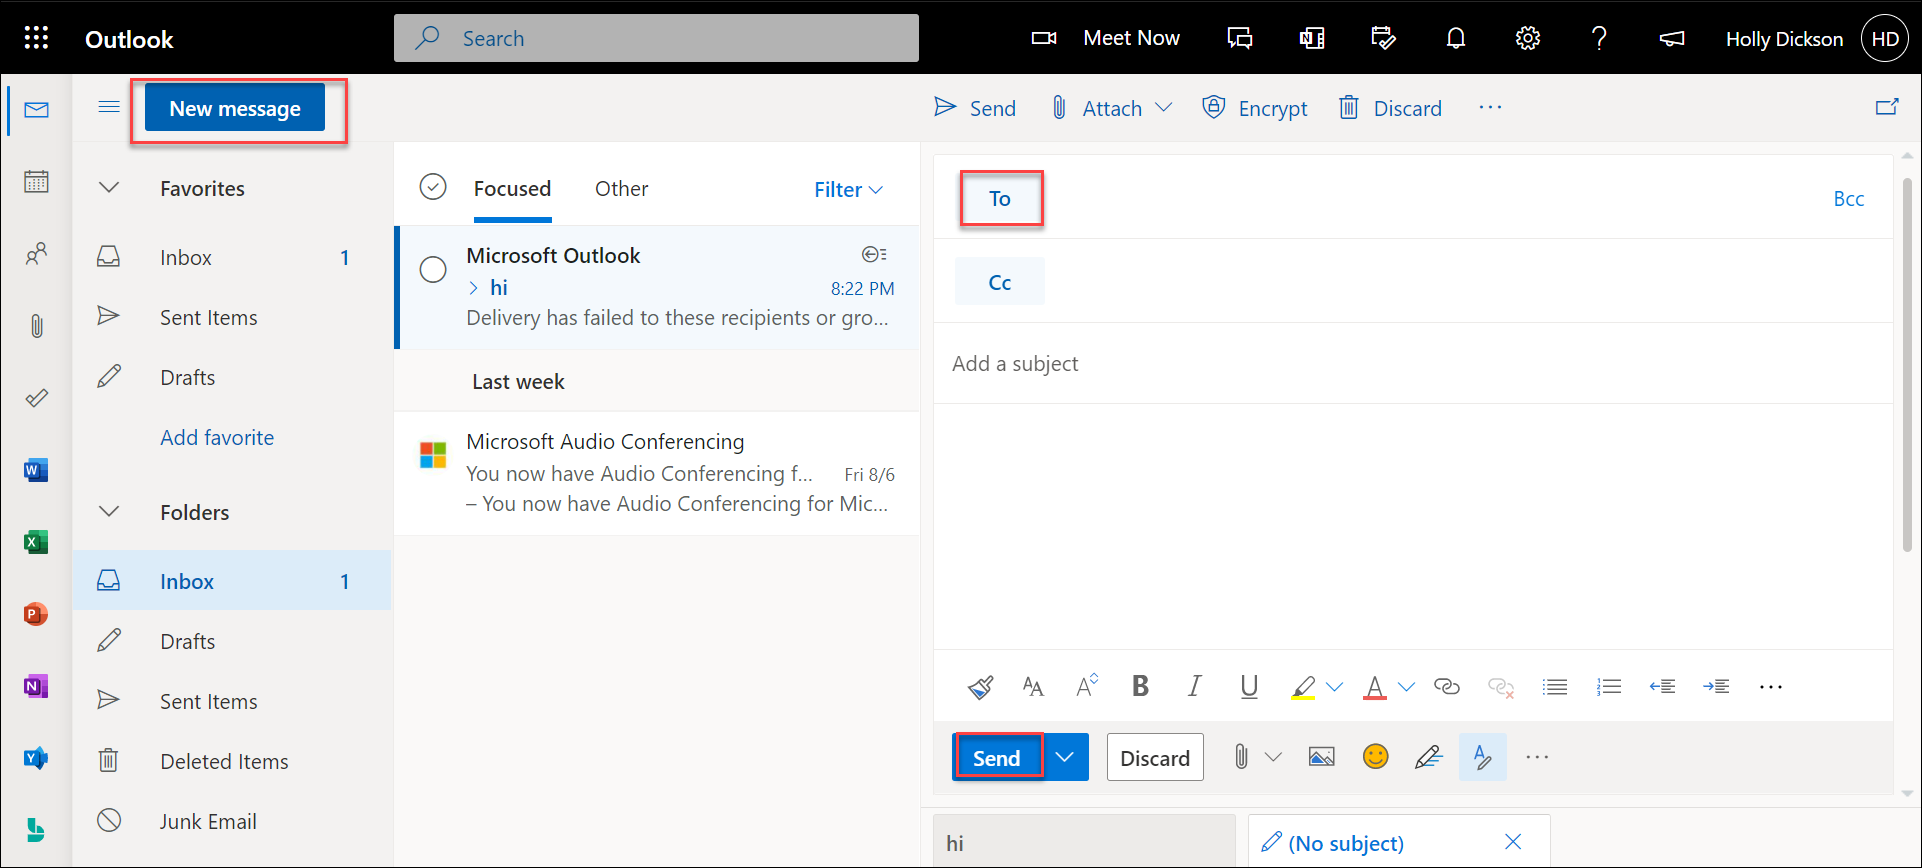 Outlook
Search
Meet Now
Holly Dickson
HD
New message
Send
Attach
Encrypt
Discard
Favorites
Inbox 1
Sent Items
Drafts
Add favorite
Folders
Inbox 1
Drafts
Sent Items
Deleted Items
Junk Email
Focused
Other
Filter
Microsoft Outlook
hi 8:22 PM
Delivery has failed to these recipients or gro...
Last week
Microsoft Audio Conferencing
You now have Audio Conferencing f... Fri 8/6
– You now have Audio Conferencing for Mic...
To
Bcc
Cc
Add a subject
Send
Discard
hi
(No subject)